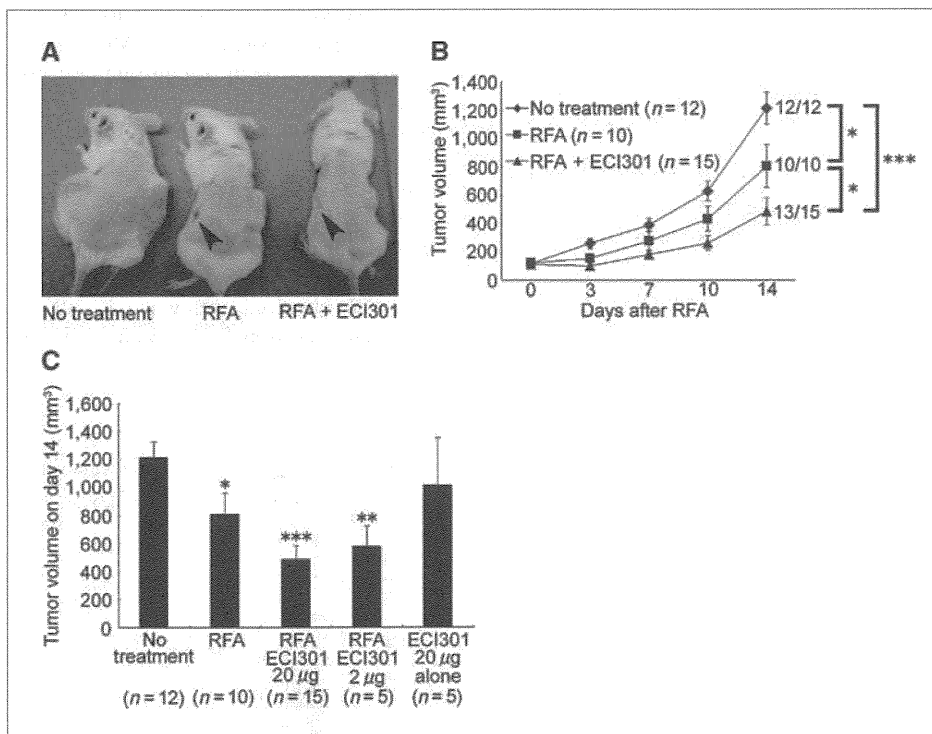 A
No treatment
RFA
RFA + ECI301
B
Tumor volume (mm³)
1,400
1,200
1,000
800
600
400
200
0
No treatment (n = 12)
RFA (n = 10)
RFA + ECI301 (n = 15)
12/12
10/10
13/15
*
*
***
0 3 7 10 14
Days after RFA
C
Tumor volume on day 14 (mm³)
1,600
1,400
1,200
1,000
800
600
400
200
0
*
***
**
No
treatment
(n = 12)
RFA
(n = 10)
RFA
ECI301
20 µg
(n = 15)
RFA
ECI301
2 µg
(n = 5)
ECI301
20 µg
alone
(n = 5)